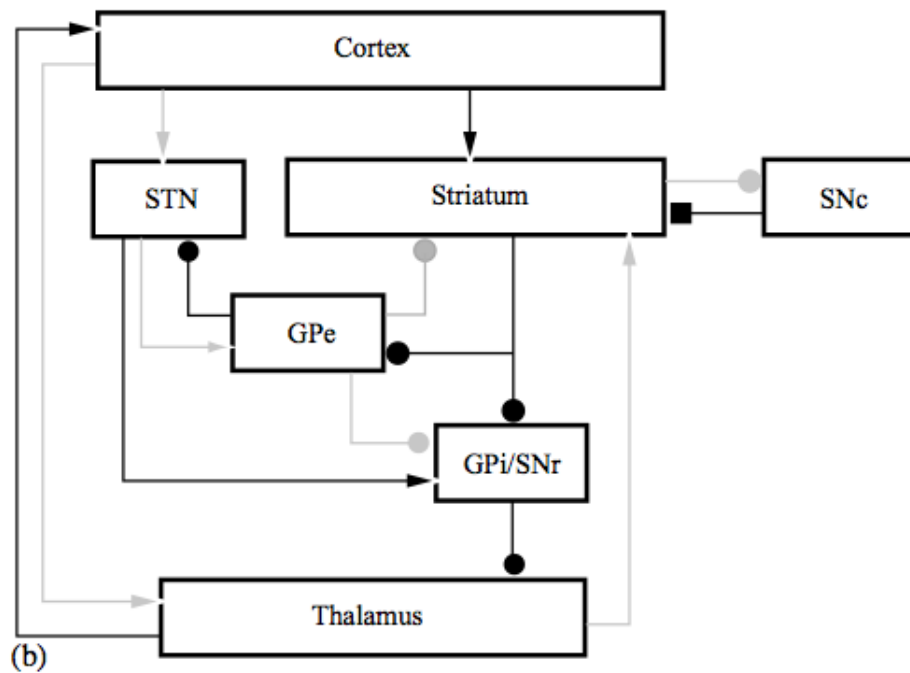 Cortex
STN
Striatum
SNc
GPe
GPi/SNr
Thalamus
(b)